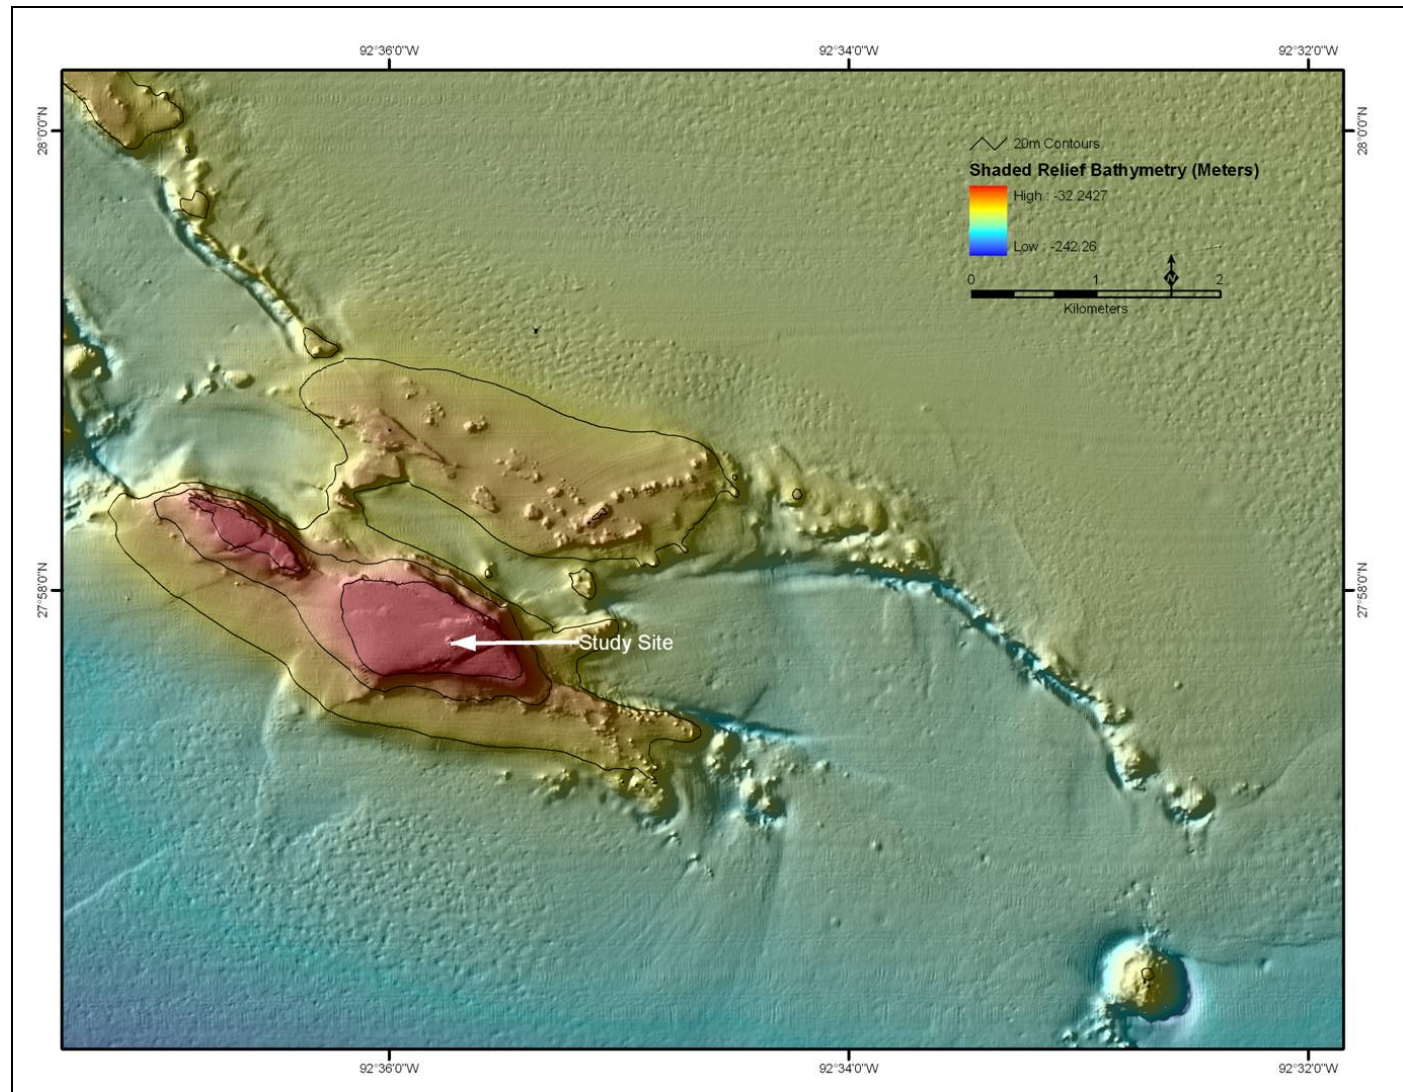 92°36'0"W 92°34'0"W 92°32'0"W
28°0'0"N 28°0'0"N
20m Contours
Shaded Relief Bathymetry (Meters)
High : -32.2427
Low : -242.26
N
0 1 2
Kilometers
27°58'0"N 27°58'0"N
Study Site
92°36'0"W 92°34'0"W 92°32'0"W